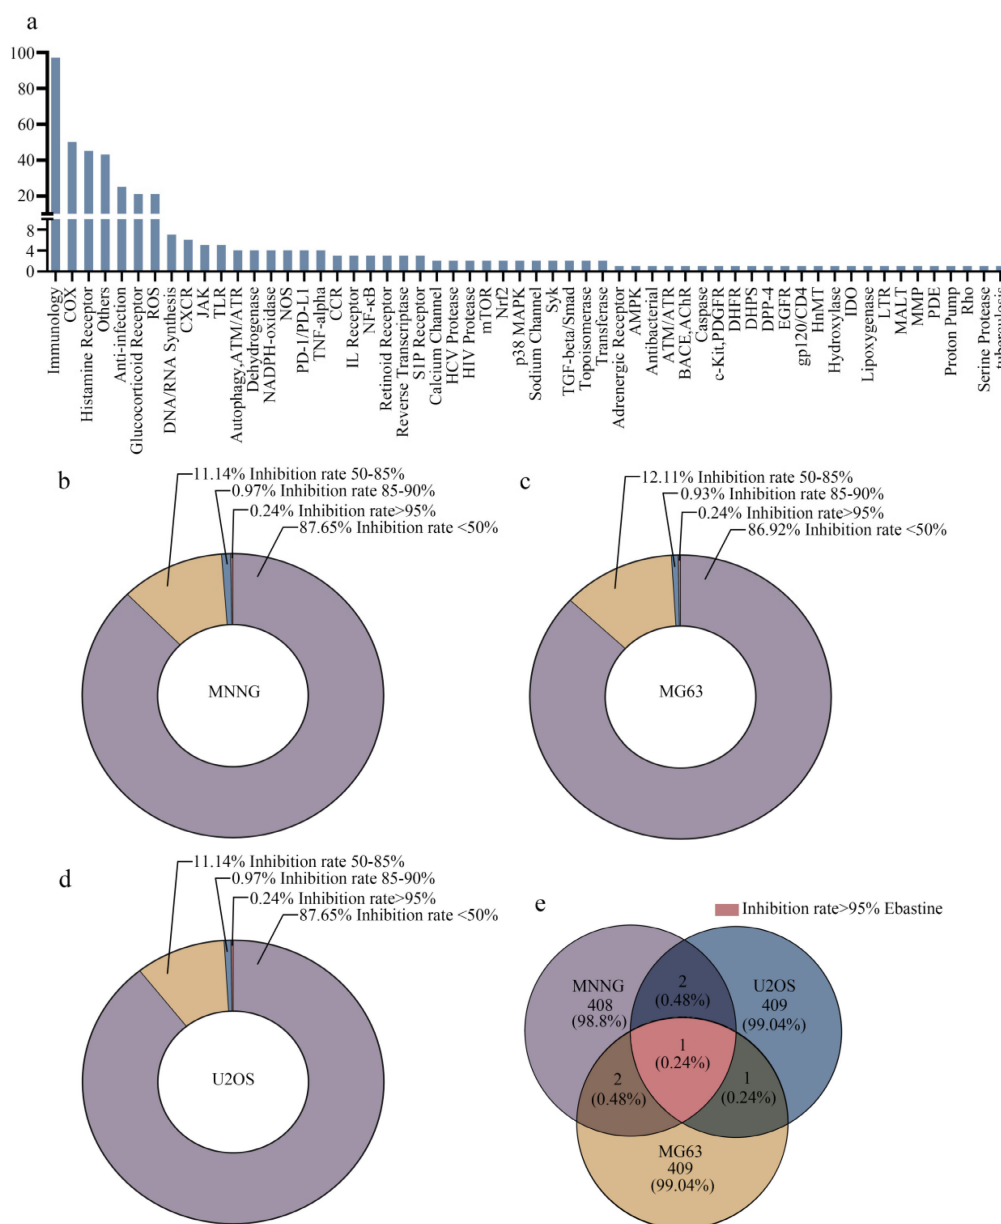 a
100
80
60
40
20
8
4
0
Immunology
COX
Histamine Receptor
Others
Anti-infection
Glucocorticoid Receptor
ROS
DNA/RNA Synthesis
CXCR
JAK
TLR
Autophagy,ATM/ATR
Dehydrogenase
NADPH-oxidase
NOS
PD-1/PD-L1
TNF-alpha
CCR
IL Receptor
NF-κB
Retinoid Receptor
Reverse Transcriptase
S1P Receptor
Calcium Channel
HCV Protease
HIV Protease
mTOR
Nrf2
p38 MAPK
Sodium Channel
Syk
TGF-beta/Smad
Topoisomerase
Transferase
Adrenergic Receptor
AMPK
Antibacterial
ATM/ATR
BACE,AChR
Caspase
c-Kit,PDGFR
DHFR
DHPS
DPP-4
EGFR
gp120/CD4
HnMT
Hydroxylase
IDO
Lipoxygenase
LTR
MALT
MMP
PDE
Proton Pump
Rho
Serine Protease
b
11.14% Inhibition rate 50-85%
0.97% Inhibition rate 85-90%
0.24% Inhibition rate>95%
87.65% Inhibition rate <50%
MNNG
c
12.11% Inhibition rate 50-85%
0.93% Inhibition rate 85-90%
0.24% Inhibition rate>95%
86.92% Inhibition rate <50%
MG63
d
11.14% Inhibition rate 50-85%
0.97% Inhibition rate 85-90%
0.24% Inhibition rate>95%
87.65% Inhibition rate <50%
U2OS
e
Inhibition rate>95% Ebastine
MNNG
408
(98.8%)
2
(0.48%)
U2OS
409
(99.04%)
1
(0.24%)
2
(0.48%)
1
(0.24%)
MG63
409
(99.04%)